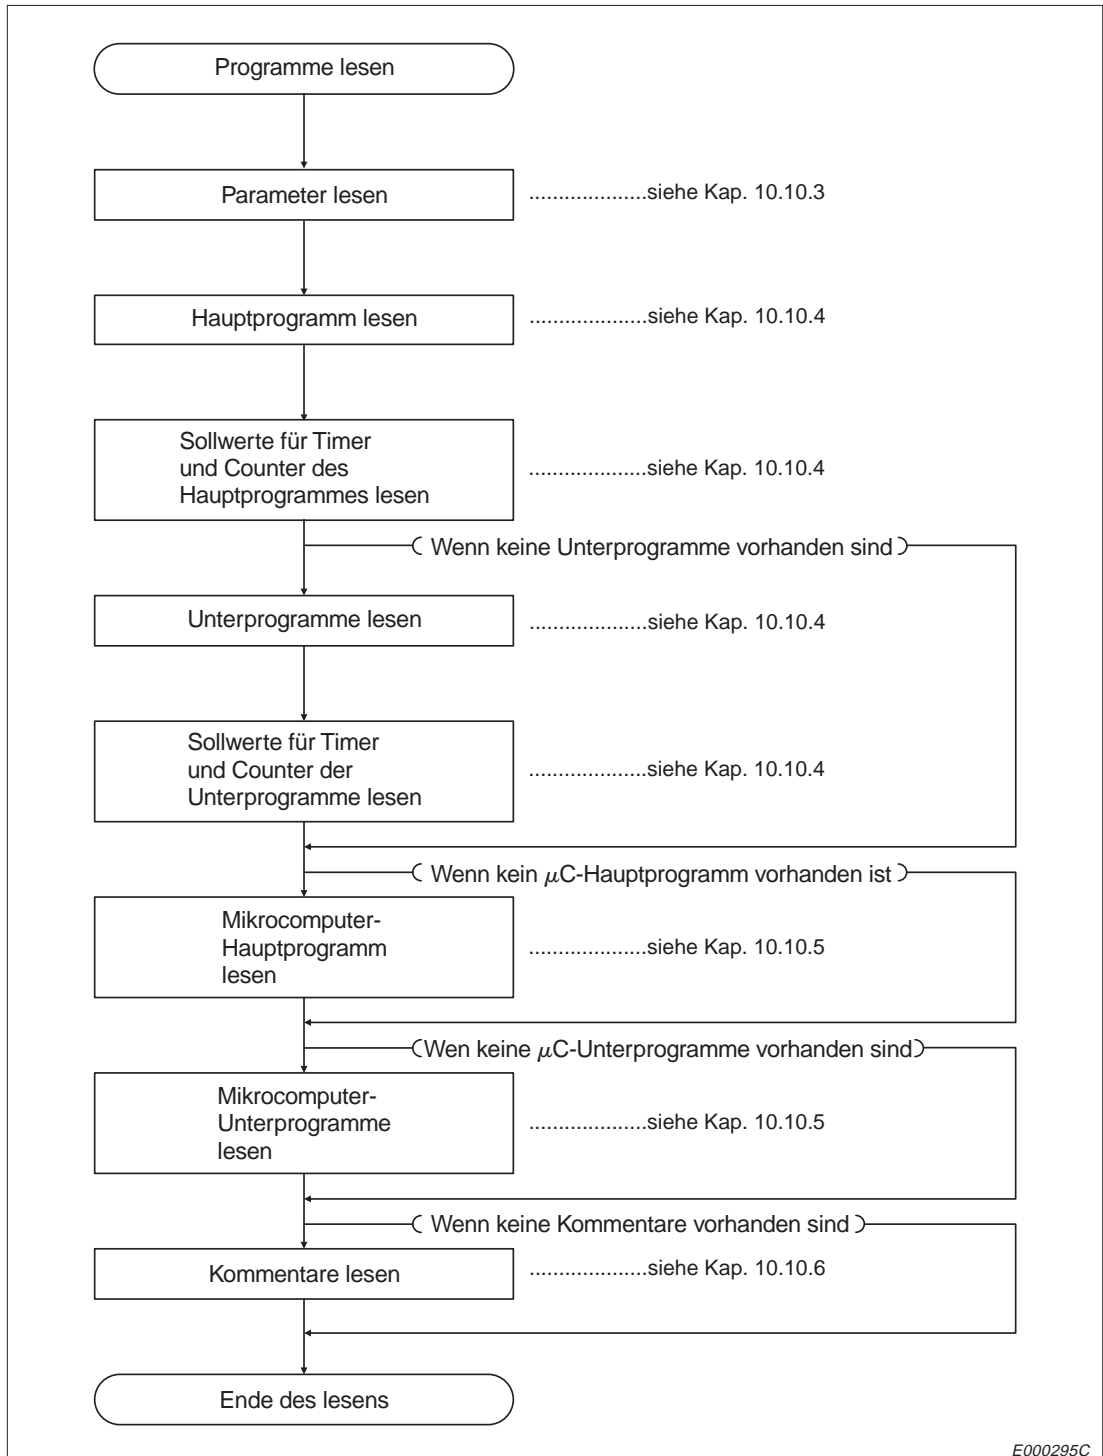 Programme lesen
Parameter lesen
....................siehe Kap. 10.10.3
Hauptprogramm lesen
....................siehe Kap. 10.10.4
Sollwerte für Timer
und Counter des
Hauptprogrammes lesen
....................siehe Kap. 10.10.4
Wenn keine Unterprogramme vorhanden sind
Unterprogramme lesen
....................siehe Kap. 10.10.4
Sollwerte für Timer
und Counter der
Unterprogramme lesen
....................siehe Kap. 10.10.4
Wenn kein μC-Hauptprogramm vorhanden ist
Mikrocomputer-
Hauptprogramm
lesen
....................siehe Kap. 10.10.5
Wen keine μC-Unterprogramme vorhanden sind
Mikrocomputer-
Unterprogramme
lesen
....................siehe Kap. 10.10.5
Wenn keine Kommentare vorhanden sind
Kommentare lesen
....................siehe Kap. 10.10.6
Ende des lesens
E000295C